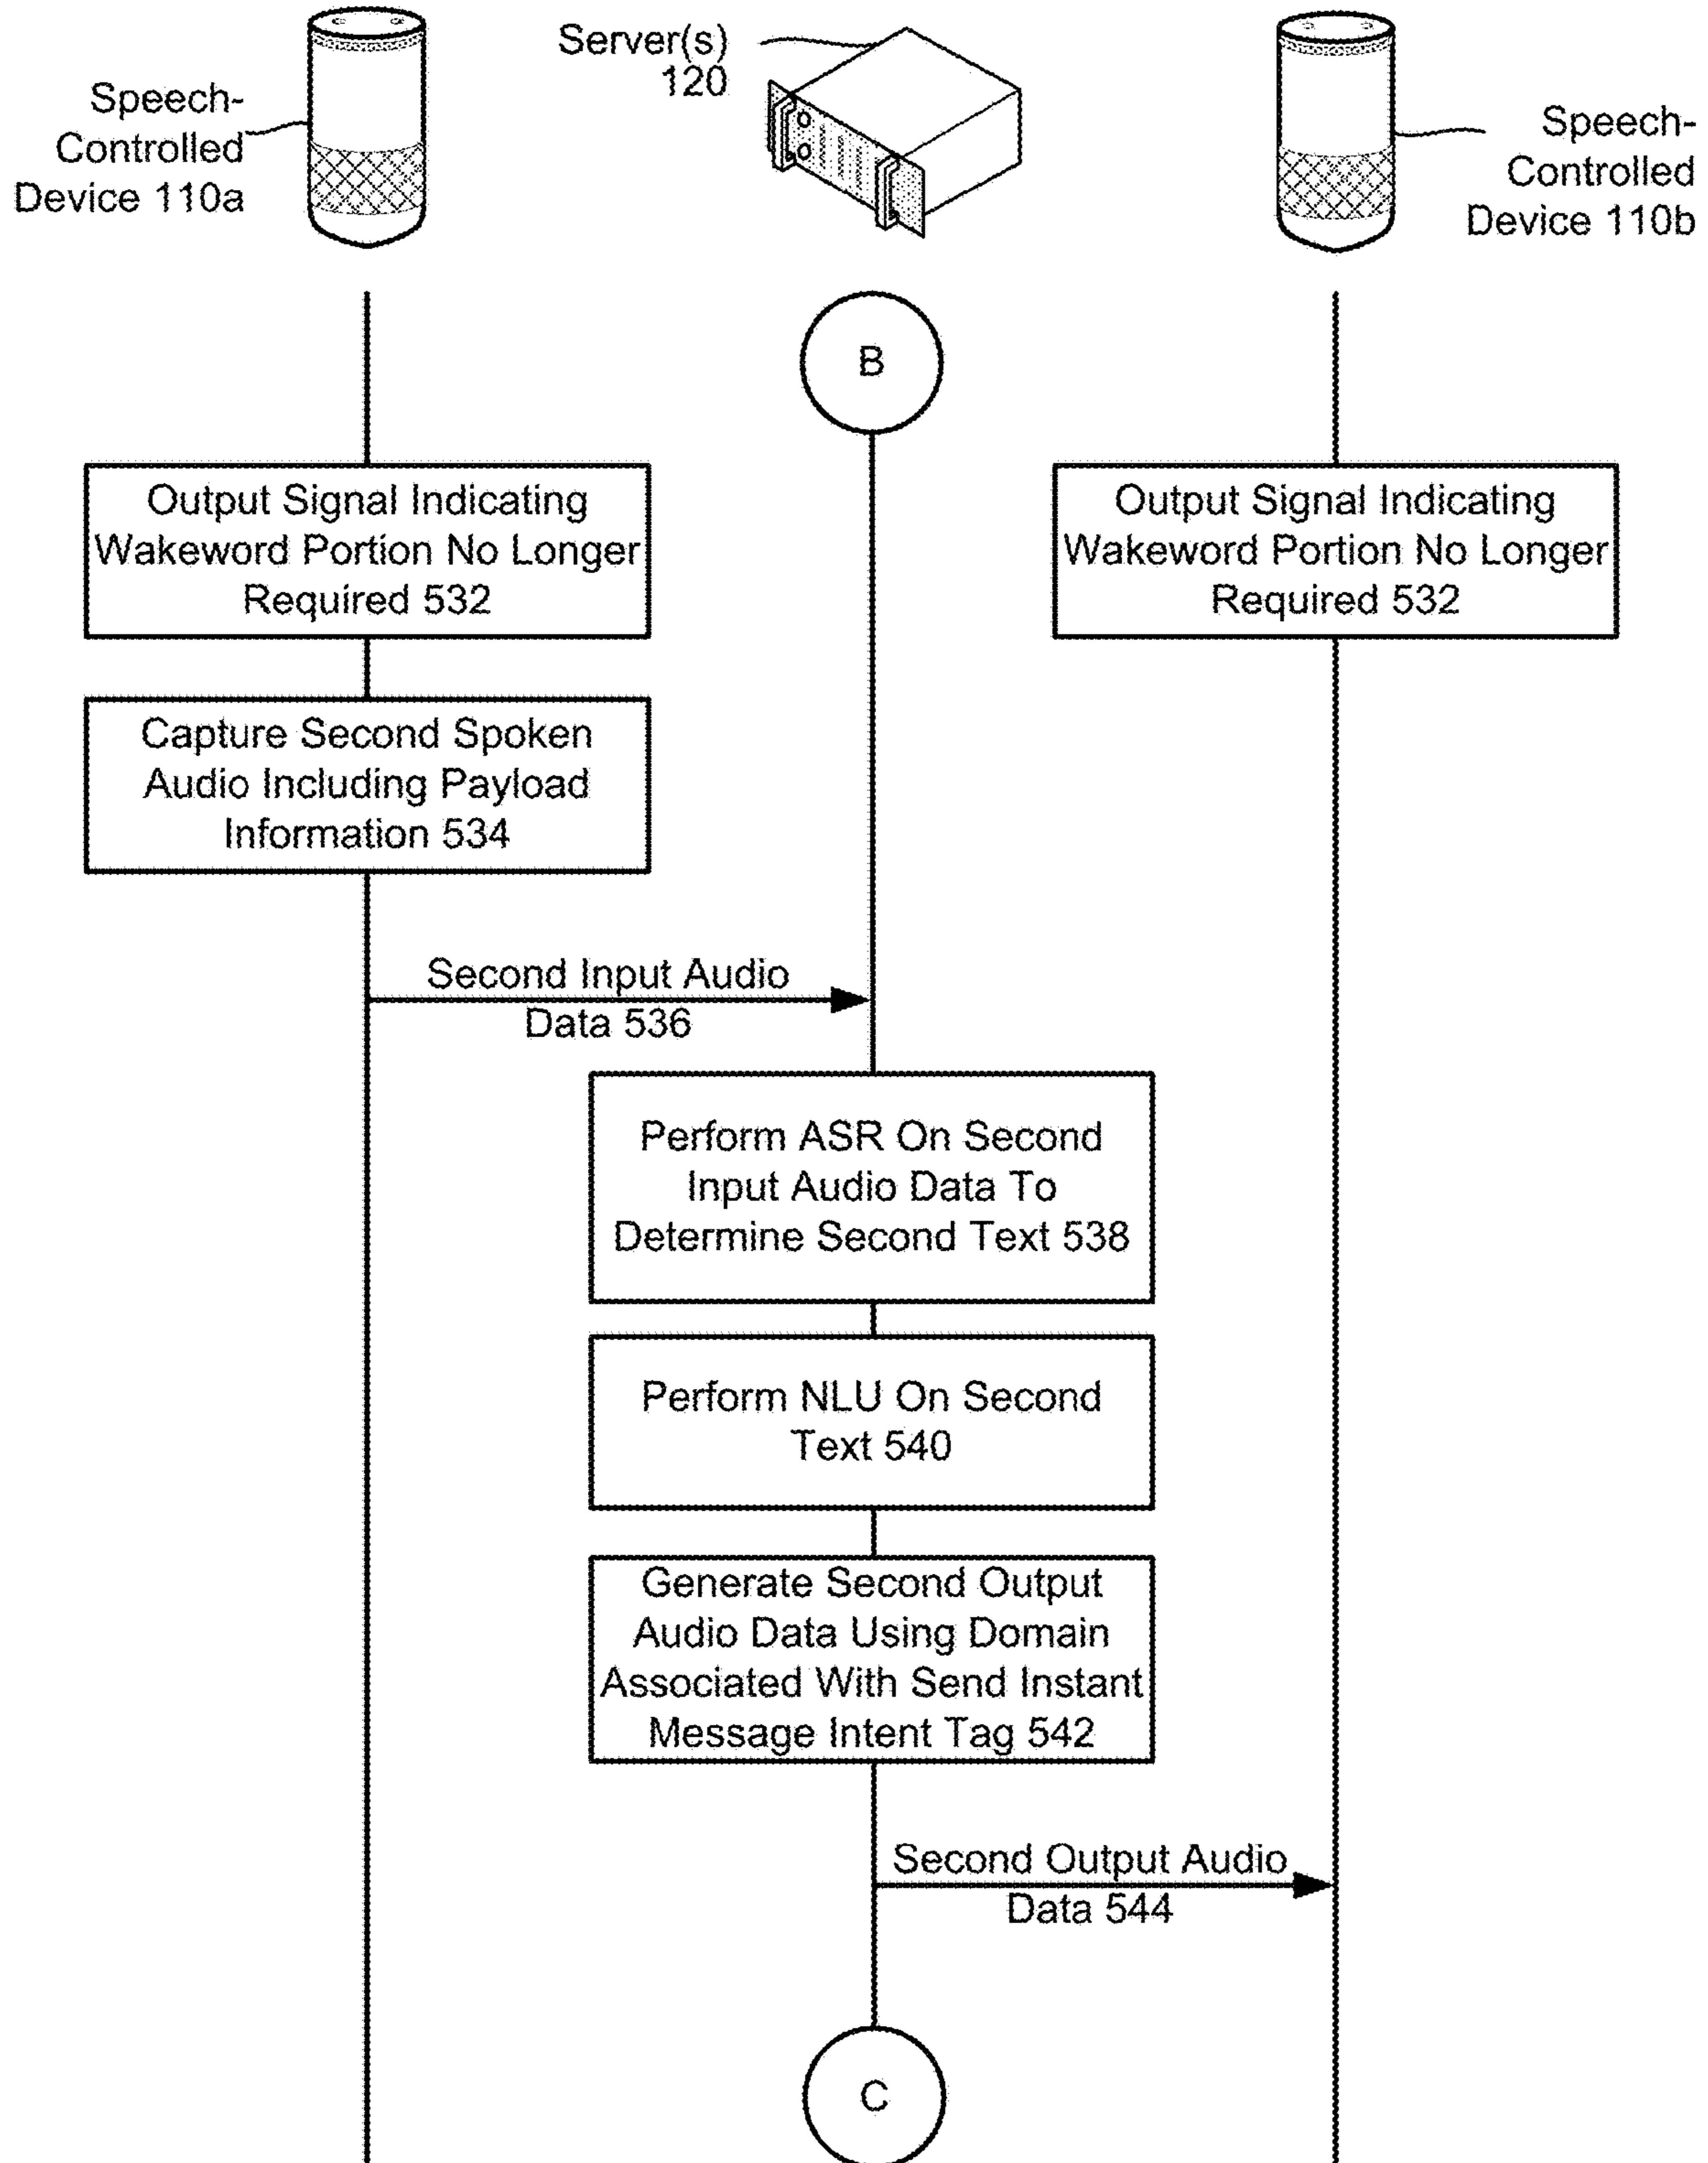 Speech-
Controlled
Device 110a
Server(s)
120
Speech-
Controlled
Device 110b
B
Output Signal Indicating
Wakeword Portion No Longer
Required 532
Output Signal Indicating
Wakeword Portion No Longer
Required 532
Capture Second Spoken
Audio Including Payload
Information 534
Second Input Audio
Data 536
Perform ASR On Second
Input Audio Data To
Determine Second Text 538
Perform NLU On Second
Text 540
Generate Second Output
Audio Data Using Domain
Associated With Send Instant
Message Intent Tag 542
Second Output Audio
Data 544
C